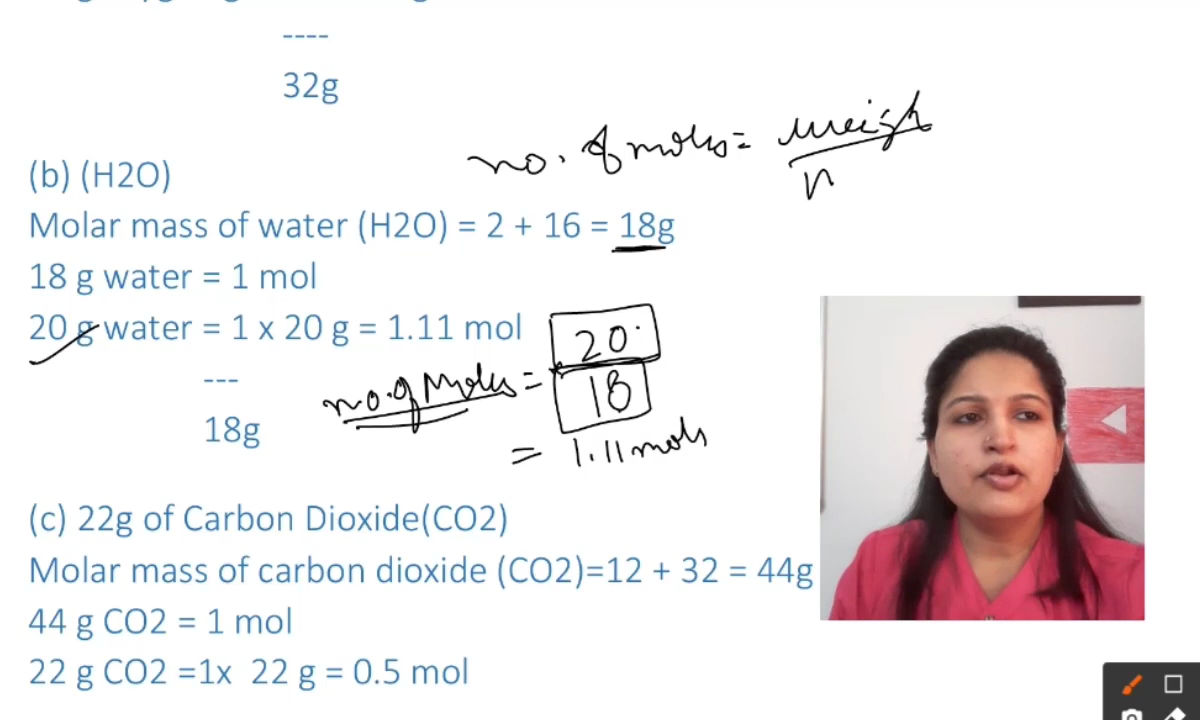 ----
32g
no. of moles = weigh
n
(b) (H2O)
Molar mass of water (H2O) = 2 + 16 = 18g
18 g water = 1 mol
20 g water = 1 x 20 g = 1.11 mol
---
18g
no. of Moles = 20
18
= 1.11 mols
(c) 22g of Carbon Dioxide(CO2)
Molar mass of carbon dioxide (CO2)=12 + 32 = 44g
44 g CO2 = 1 mol
22 g CO2 =1x 22 g = 0.5 mol